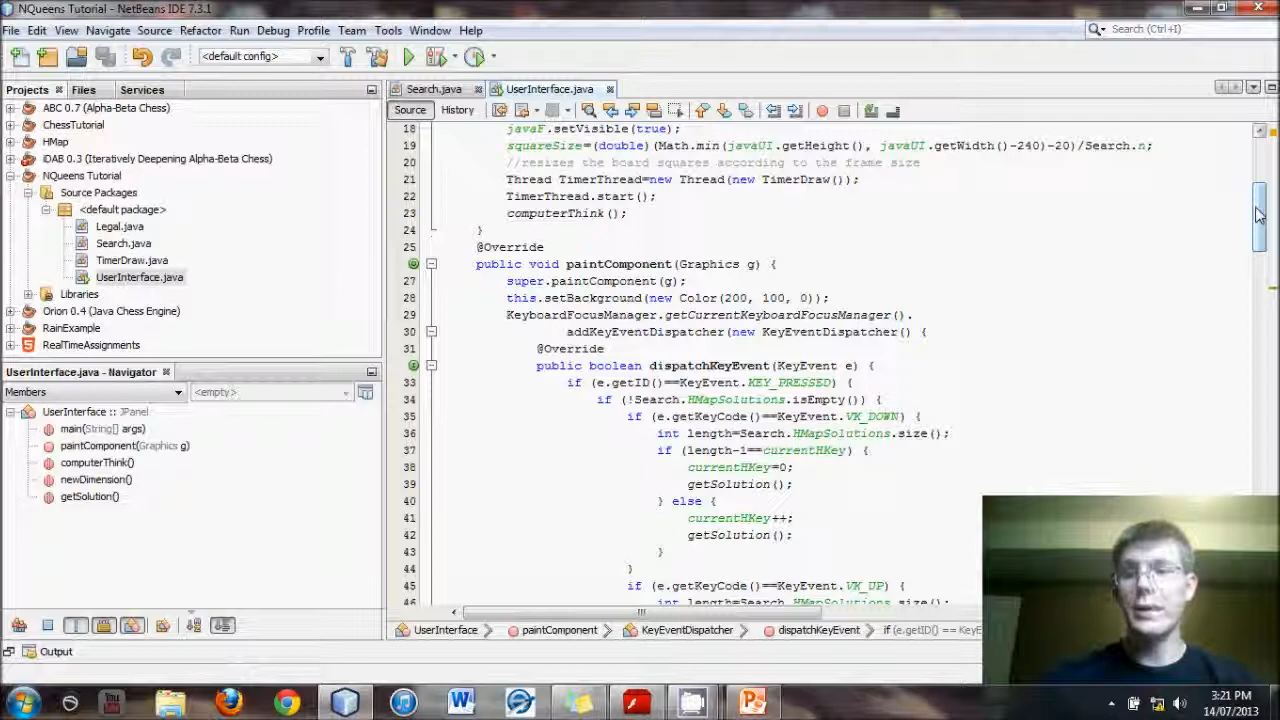 NQueens Tutorial - NetBeans IDE 7.3.1
File Edit View Navigate Source Refactor Run Debug Profile Team Tools Window Help
Search (Ctrl+I)
<default config>
Projects Files Services
Search.java UserInterface.java
Source History
ABC 0.7 (Alpha-Beta Chess)
ChessTutorial
HMap
iDAB 0.3 (Iteratively Deepening Alpha-Beta Chess)
NQueens Tutorial
Source Packages
<default package>
Legal.java
Search.java
TimerDraw.java
UserInterface.java
Libraries
Orion 0.4 (Java Chess Engine)
RainExample
RealTimeAssignments
UserInterface.java - Navigator
Members <empty>
UserInterface :: JPanel
main(String[] args)
paintComponent(Graphics g)
computerThink()
newDimension()
getSolution()
18 javaF.setVisible(true);
19 squareSize=(double)(Math.min(javaUI.getHeight(), javaUI.getWidth()-240)-20)/Search.n;
20 //resizes the board squares according to the frame size
21 Thread TimerThread=new Thread(new TimerDraw());
22 TimerThread.start();
23 computerThink();
24 }
25 @Override
public void paintComponent(Graphics g) {
27 super.paintComponent(g);
28 this.setBackground(new Color(200, 100, 0));
29 KeyboardFocusManager.getCurrentKeyboardFocusManager().
30 addKeyEventDispatcher(new KeyEventDispatcher() {
31 @Override
public boolean dispatchKeyEvent(KeyEvent e) {
33 if (e.getID()==KeyEvent.KEY_PRESSED) {
34 if (!Search.HMapSolutions.isEmpty()) {
35 if (e.getKeyCode()==KeyEvent.VK_DOWN) {
36 int length=Search.HMapSolutions.size();
37 if (length-1==currentHKey) {
38 currentHKey=0;
39 getSolution();
40 } else {
41 currentHKey++;
42 getSolution();
43 }
44 }
45 if (e.getKeyCode()==KeyEvent.VK_UP) {
46 int length=Search.HMapSolutions.size();
UserInterface paintComponent KeyEventDispatcher dispatchKeyEvent if (e.getID() == KeyE
Output
3:21 PM
14/07/2013